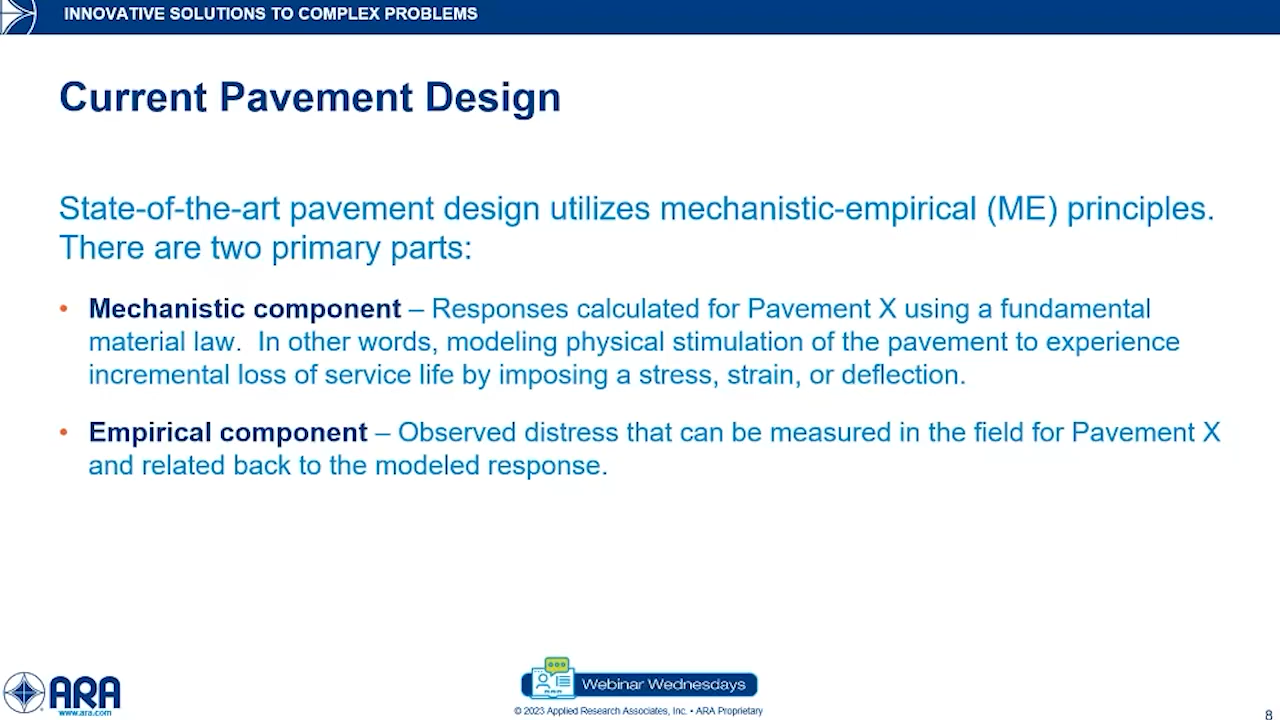 INNOVATIVE SOLUTIONS TO COMPLEX PROBLEMS
Current Pavement Design
State-of-the-art pavement design utilizes mechanistic-empirical (ME) principles.
There are two primary parts:
• Mechanistic component – Responses calculated for Pavement X using a fundamental
material law.  In other words, modeling physical stimulation of the pavement to experience
incremental loss of service life by imposing a stress, strain, or deflection.
• Empirical component – Observed distress that can be measured in the field for Pavement X
and related back to the modeled response.
ARA
www.ara.com
Webinar Wednesdays
© 2023 Applied Research Associates, Inc. • ARA Proprietary
8